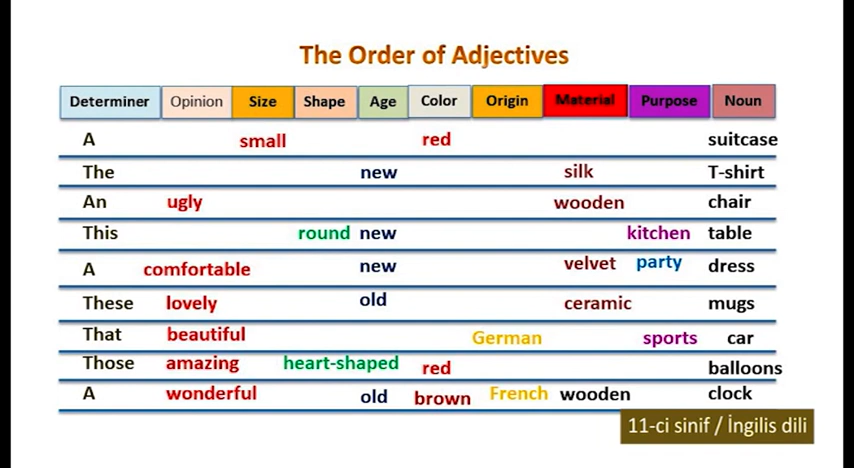 The Order of Adjectives
Determiner Opinion Size Shape Age Color Origin Material Purpose Noun
A small red suitcase
The new silk T-shirt
An ugly wooden chair
This round new kitchen table
A comfortable new velvet party dress
These lovely old ceramic mugs
That beautiful German sports car
Those amazing heart-shaped red balloons
A wonderful old brown French wooden clock
11-ci sinif / İngilis dili